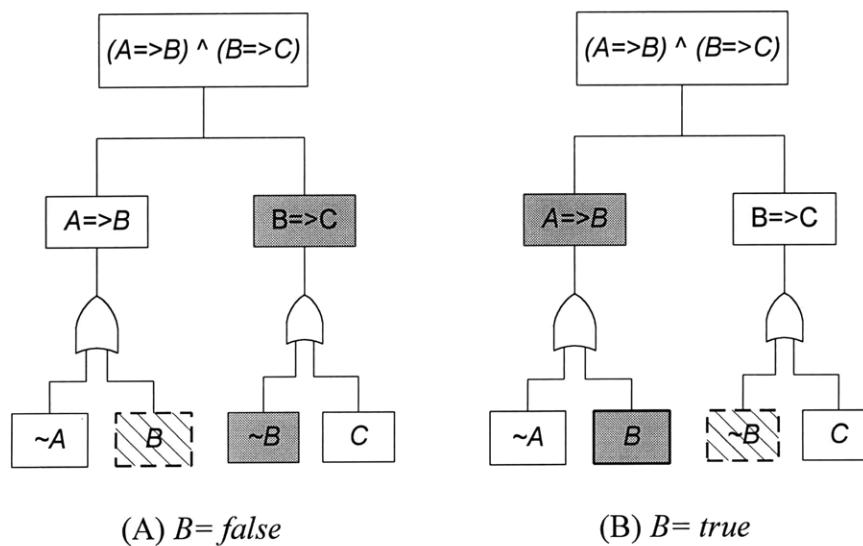 (A=>B) ^ (B=>C)
(A=>B) ^ (B=>C)
A=>B
B=>C
A=>B
B=>C
~A
B
~B
C
~A
B
~B
C
(A) B= false
(B) B= true